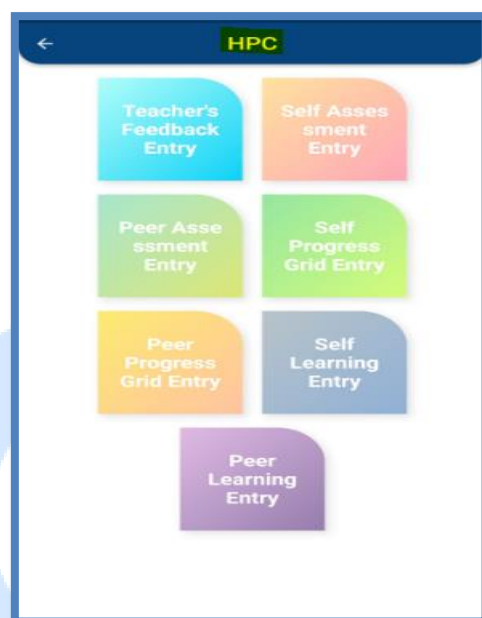 HPC
Teacher's
Feedback
Entry
Self Asses
sment
Entry
Peer Asse
ssment
Entry
Self
Progress
Grid Entry
Peer
Progress
Grid Entry
Self
Learning
Entry
Peer
Learning
Entry